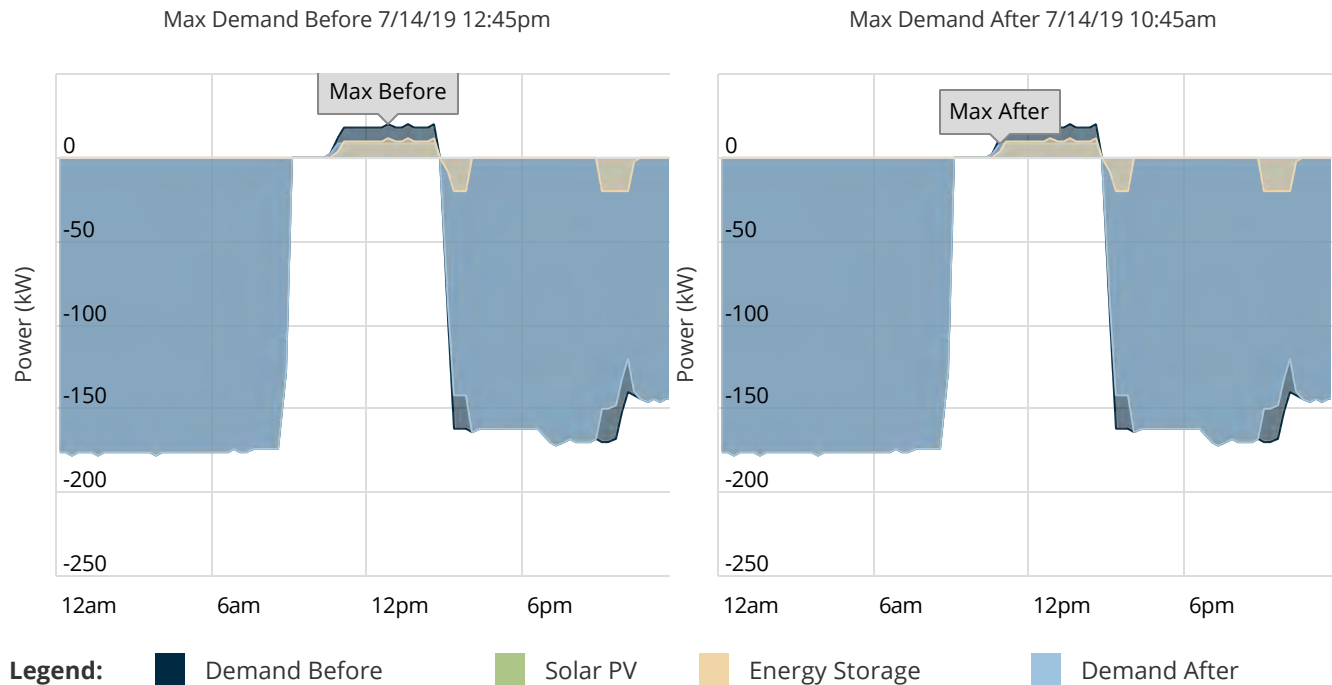 Max Demand Before 7/14/19 12:45pm
Max Before
Power (kW)
0
-50
-100
-150
-200
-250
12am 6am 12pm 6pm
Max Demand After 7/14/19 10:45am
Max After
Power (kW)
0
-50
-100
-150
-200
-250
12am 6am 12pm 6pm
Legend: Demand Before Solar PV Energy Storage Demand After